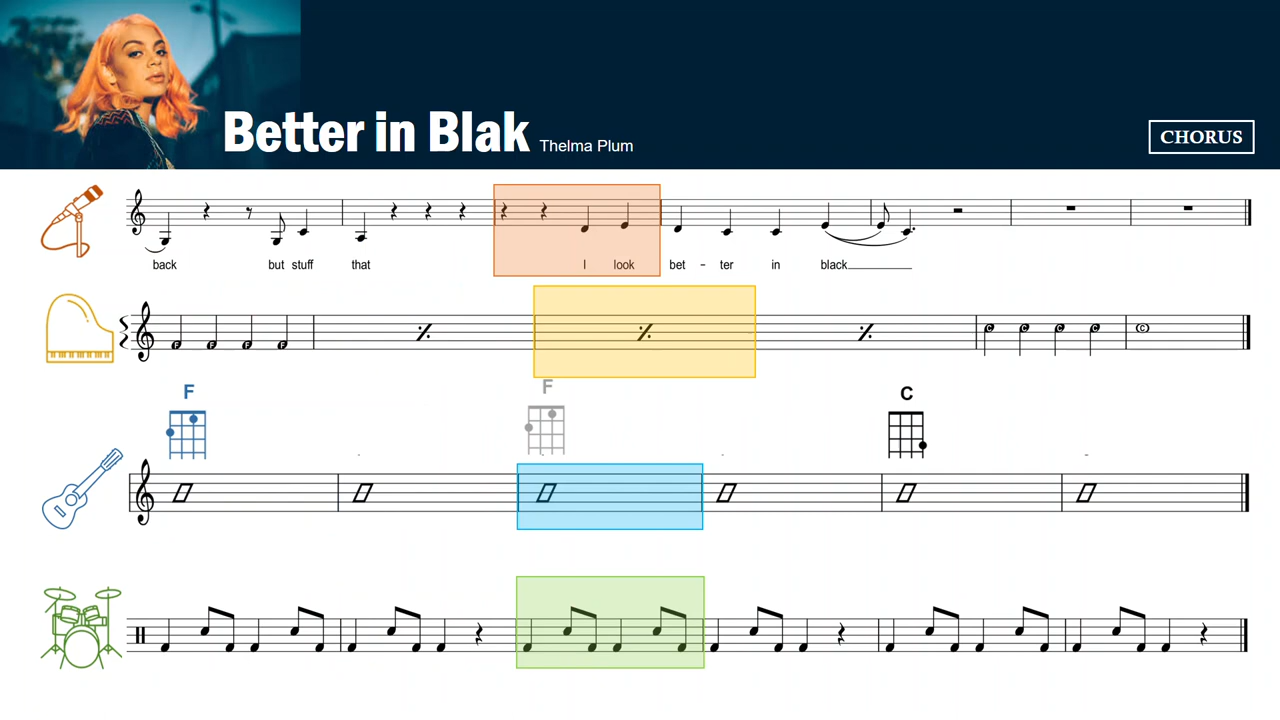 Better in Blak Thelma Plum
CHORUS
back but stuff that I look bet - ter in black
F F F F
C C C C (C)
F F C